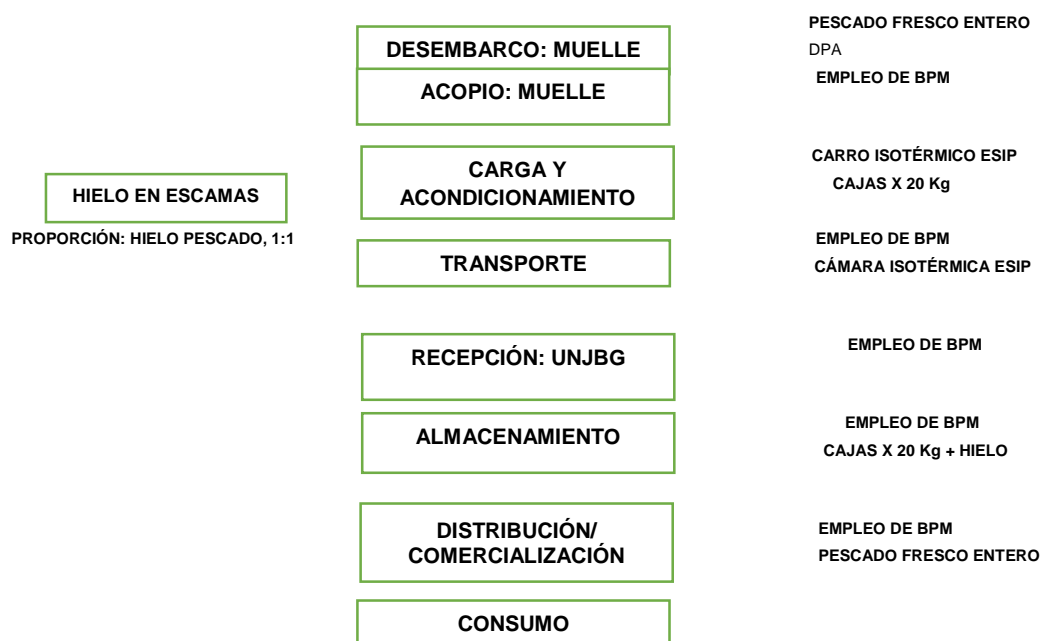 PESCADO FRESCO ENTERO
DESEMBARCO: MUELLE
DPA
EMPLEO DE BPM
ACOPIO: MUELLE
CARRO ISOTÉRMICO ESIP
CARGA Y
ACONDICIONAMIENTO
CAJAS X 20 Kg
HIELO EN ESCAMAS
PROPORCIÓN: HIELO PESCADO, 1:1
EMPLEO DE BPM
TRANSPORTE
CÁMARA ISOTÉRMICA ESIP
RECEPCIÓN: UNJBG
EMPLEO DE BPM
ALMACENAMIENTO
EMPLEO DE BPM
CAJAS X 20 Kg + HIELO
DISTRIBUCIÓN/
COMERCIALIZACIÓN
EMPLEO DE BPM
PESCADO FRESCO ENTERO
CONSUMO